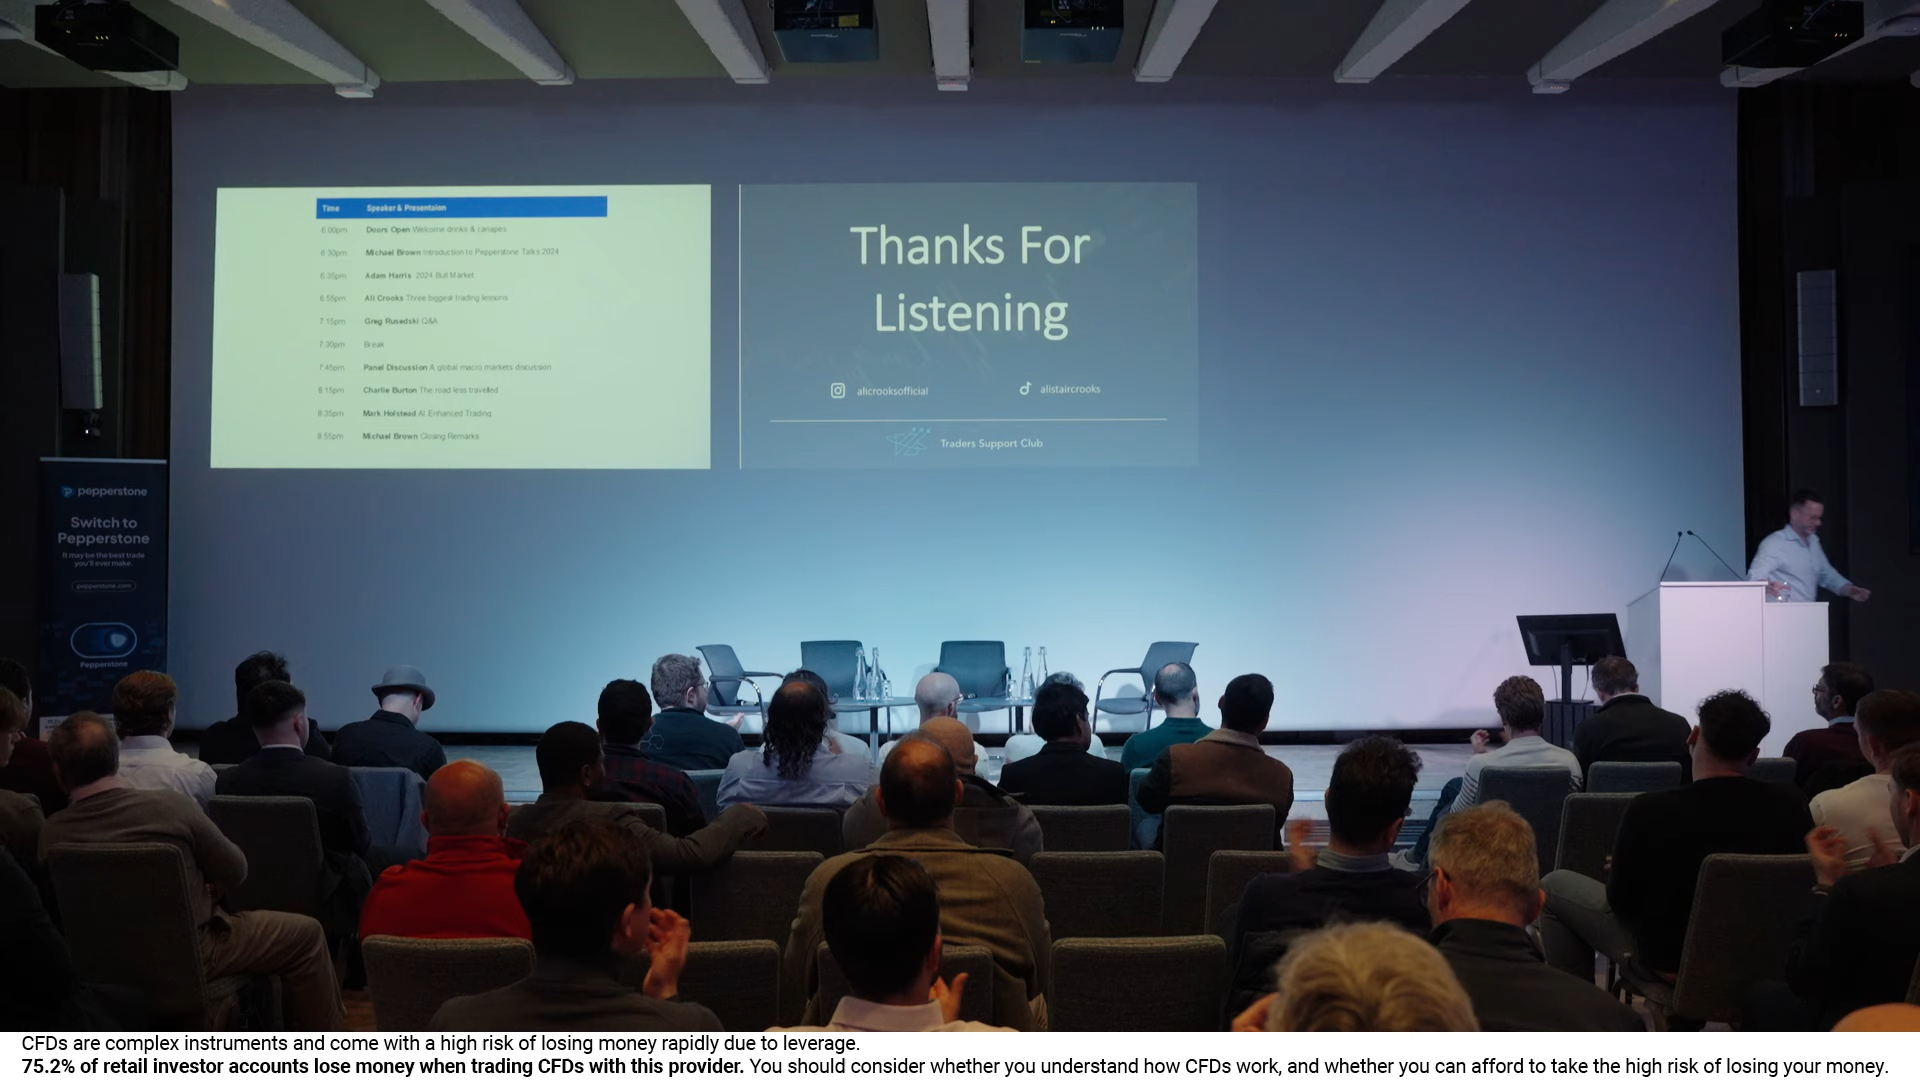 Time Speaker & Presentaion
6:00pm Doors Open Welcome drinks & canapes
6:30pm Michael Brown Introduction to Pepperstone Talks 2024
6:35pm Adam Harris 2024 Bull Market
6:55pm Ali Crooks Three biggest trading lessons
7:15pm Greg Rusedski Q&A
7:30pm Break
7:45pm Panel Discussion A global macro markets discussion
8:15pm Charlie Burton The road less travelled
8:35pm Mark Holstead AI Enhanced Trading
8:55pm Michael Brown Closing Remarks
Thanks For
Listening
alicrooksofficial
alistaircrooks
Traders Support Club
pepperstone
Switch to
Pepperstone
It may be the best trade
you'll ever make.
pepperstone.com
Pepperstone
CFDs are complex instruments and come with a high risk of losing money rapidly due to leverage.
75.2% of retail investor accounts lose money when trading CFDs with this provider. You should consider whether you understand how CFDs work, and whether you can afford to take the high risk of losing your money.